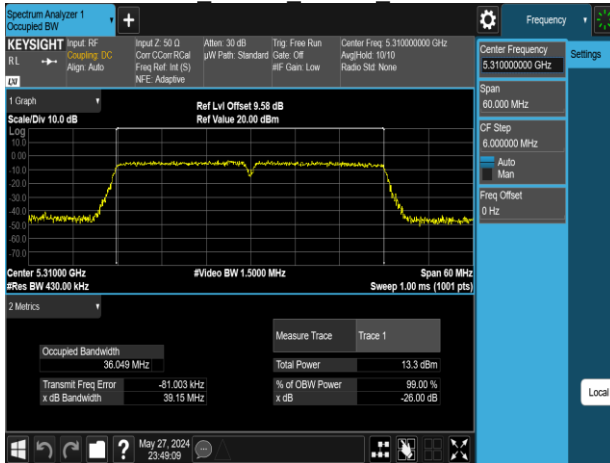 Spectrum Analyzer 1
Occupied BW
Frequency
KEYSIGHT
RL
LXI
Input: RF
Coupling: DC
Align: Auto
Input Z: 50 Ω
Corr CCorr RCal
Freq Ref: Int (S)
NFE: Adaptive
Atten: 30 dB
µW Path: Standard
Trig: Free Run
Gate: Off
#IF Gain: Low
Center Freq: 5.310000000 GHz
Avg|Hold: 10/10
Radio Std: None
Center Frequency
5.310000000 GHz
Settings
Span
60.000 MHz
CF Step
6.000000 MHz
Auto
Man
Freq Offset
0 Hz
Local
1 Graph
Scale/Div 10.0 dB
Ref Lvl Offset 9.58 dB
Ref Value 20.00 dBm
Log
10.0
0.00
-10.0
-20.0
-30.0
-40.0
-50.0
-60.0
-70.0
Center 5.31000 GHz
#Video BW 1.5000 MHz
Span 60 MHz
#Res BW 430.00 kHz
Sweep 1.00 ms (1001 pts)
2 Metrics
Measure Trace
Trace 1
Occupied Bandwidth
36.049 MHz
Total Power
13.3 dBm
Transmit Freq Error
-81.003 kHz
% of OBW Power
99.00 %
x dB Bandwidth
39.15 MHz
x dB
-26.00 dB
?
May 27, 2024
23:49:09